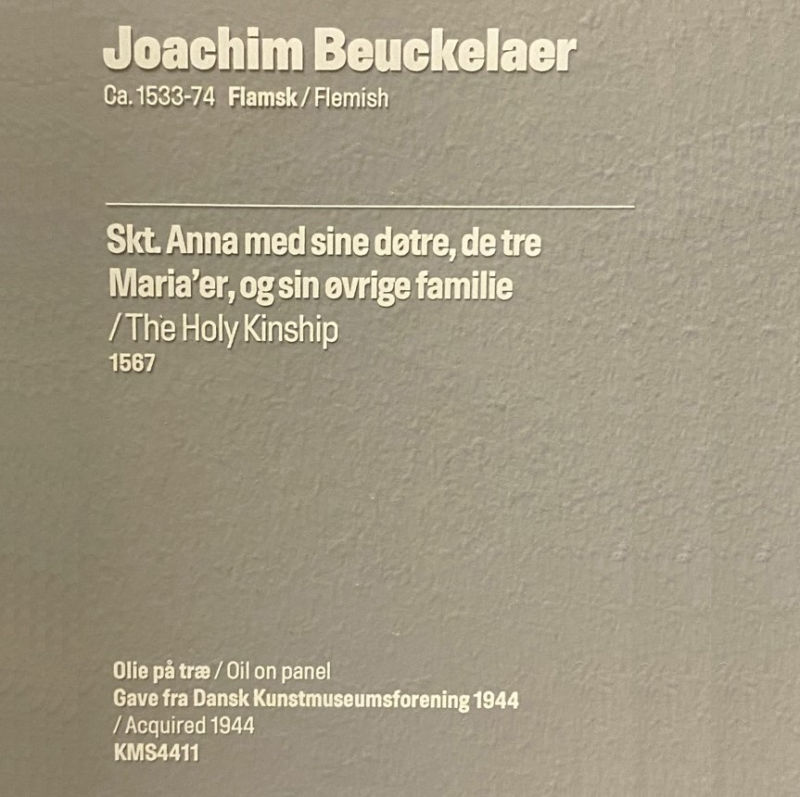 Joachim Beuckelaer
Ca. 1533-74 Flamsk / Flemish
Skt. Anna med sine døtre, de tre
Maria'er, og sin øvrige familie
/ The Holy Kinship
1567
Olie på træ / Oil on panel
Gave fra Dansk Kunstmuseumsforening 1944
/ Acquired 1944
KMS4411